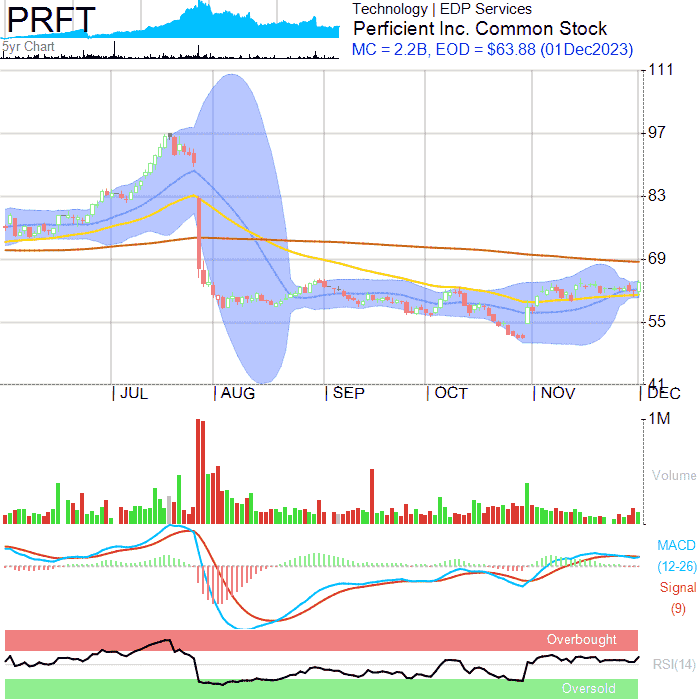 PRFT
5yr Chart
Technology | EDP Services
Perficient Inc. Common Stock
MC = 2.2B, EOD = $63.88 (01Dec2023)
111
97
83
69
55
41
JUL
AUG
SEP
OCT
NOV
DEC
1M
Volume
MACD
(12-26)
Signal
(9)
Overbought
RSI(14)
Oversold